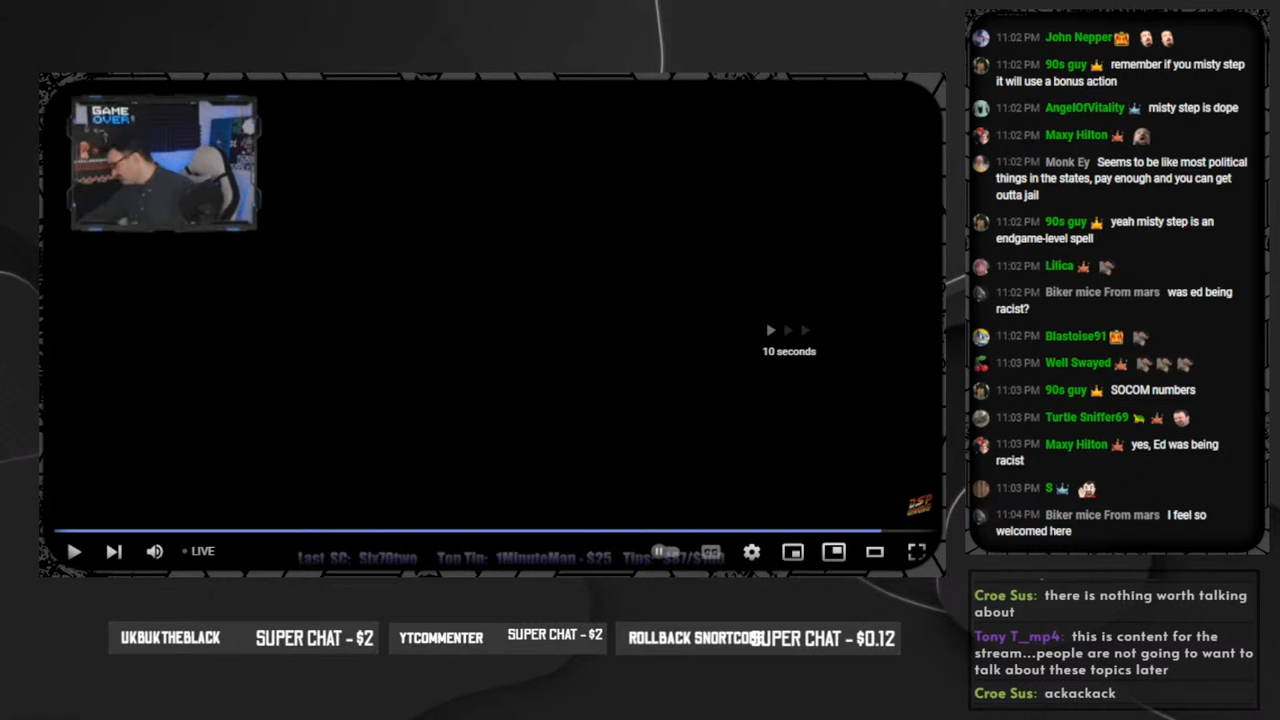 GAME
OVER
10 seconds
DSP
GAMING
LIVE
CC
Last SC: Six70two Top Tip: 1MinuteMan - $25 Tips:
UKBUKTHEBLACK SUPER CHAT - $2
YTCOMMENTER SUPER CHAT - $2
ROLLBACK SUPER CHAT - $0.12
11:02 PM John Nepper
11:02 PM 90s guy remember if you misty step
it will use a bonus action
11:02 PM AngelOfVitality misty step is dope
11:02 PM Maxy Hilton
11:02 PM Monk Ey Seems to be like most political
things in the states, pay enough and you can get
outta jail
11:02 PM 90s guy yeah misty step is an
endgame-level spell
11:02 PM Lilica
11:02 PM Biker mice From mars was ed being
racist?
11:02 PM Blastoise91
11:03 PM Well Swayed
11:03 PM 90s guy SOCOM numbers
11:03 PM Turtle Sniffer69
11:03 PM Maxy Hilton yes, Ed was being
racist
11:03 PM S
11:04 PM Biker mice From mars I feel so
welcomed here
Croe Sus: there is nothing worth talking
about
Tony T_mp4: this is content for the
stream...people are not going to want to
talk about these topics later
Croe Sus: ackackack